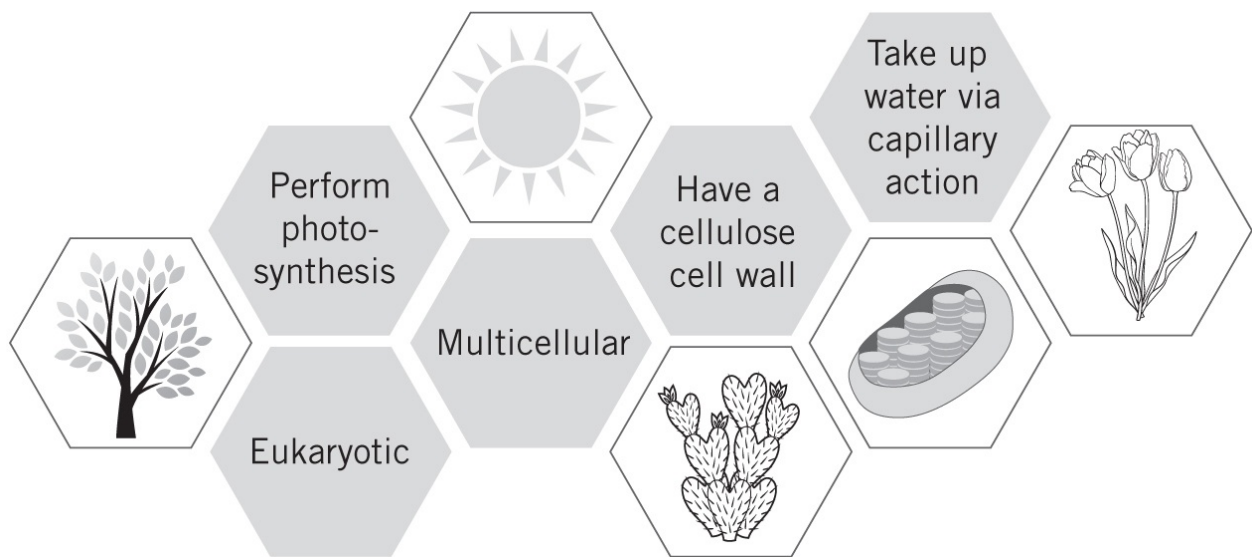 Perform
photo-
synthesis
Eukaryotic
Multicellular
Have a
cellulose
cell wall
Take up
water via
capillary
action